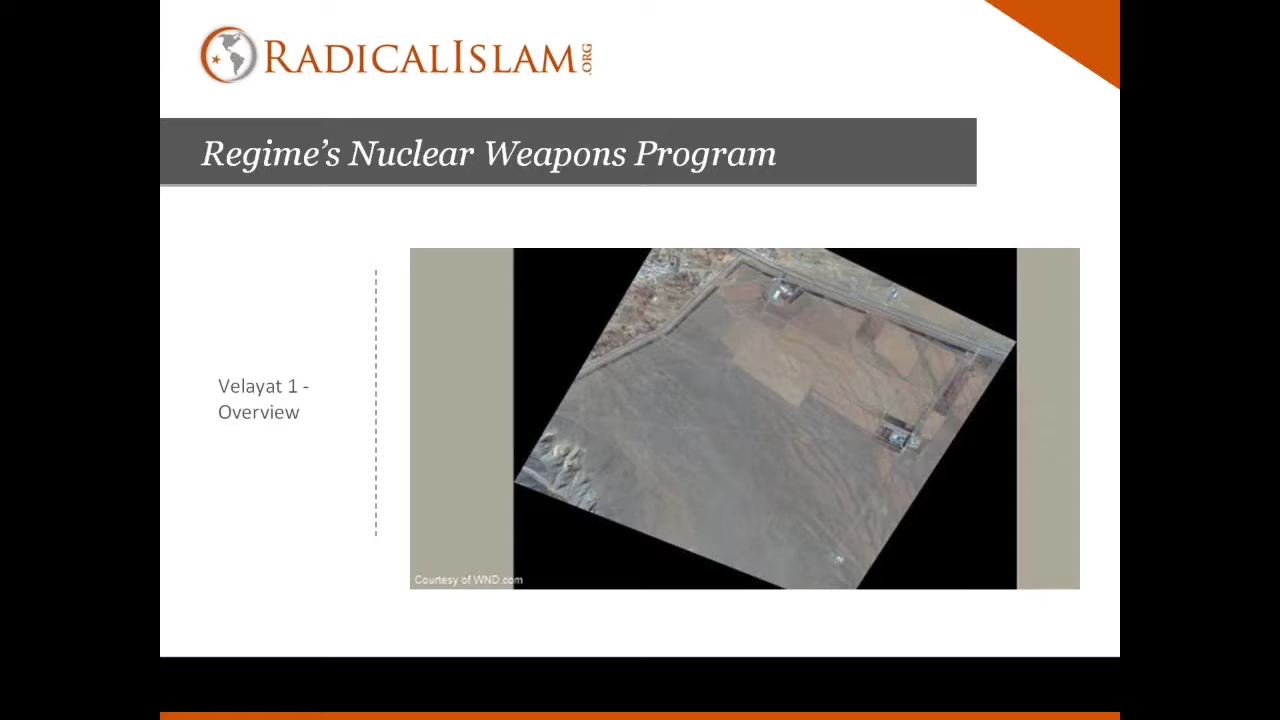 RADICALISLAM.ORG
Regime's Nuclear Weapons Program
Velayat 1 -
Overview
Courtesy of WND.com